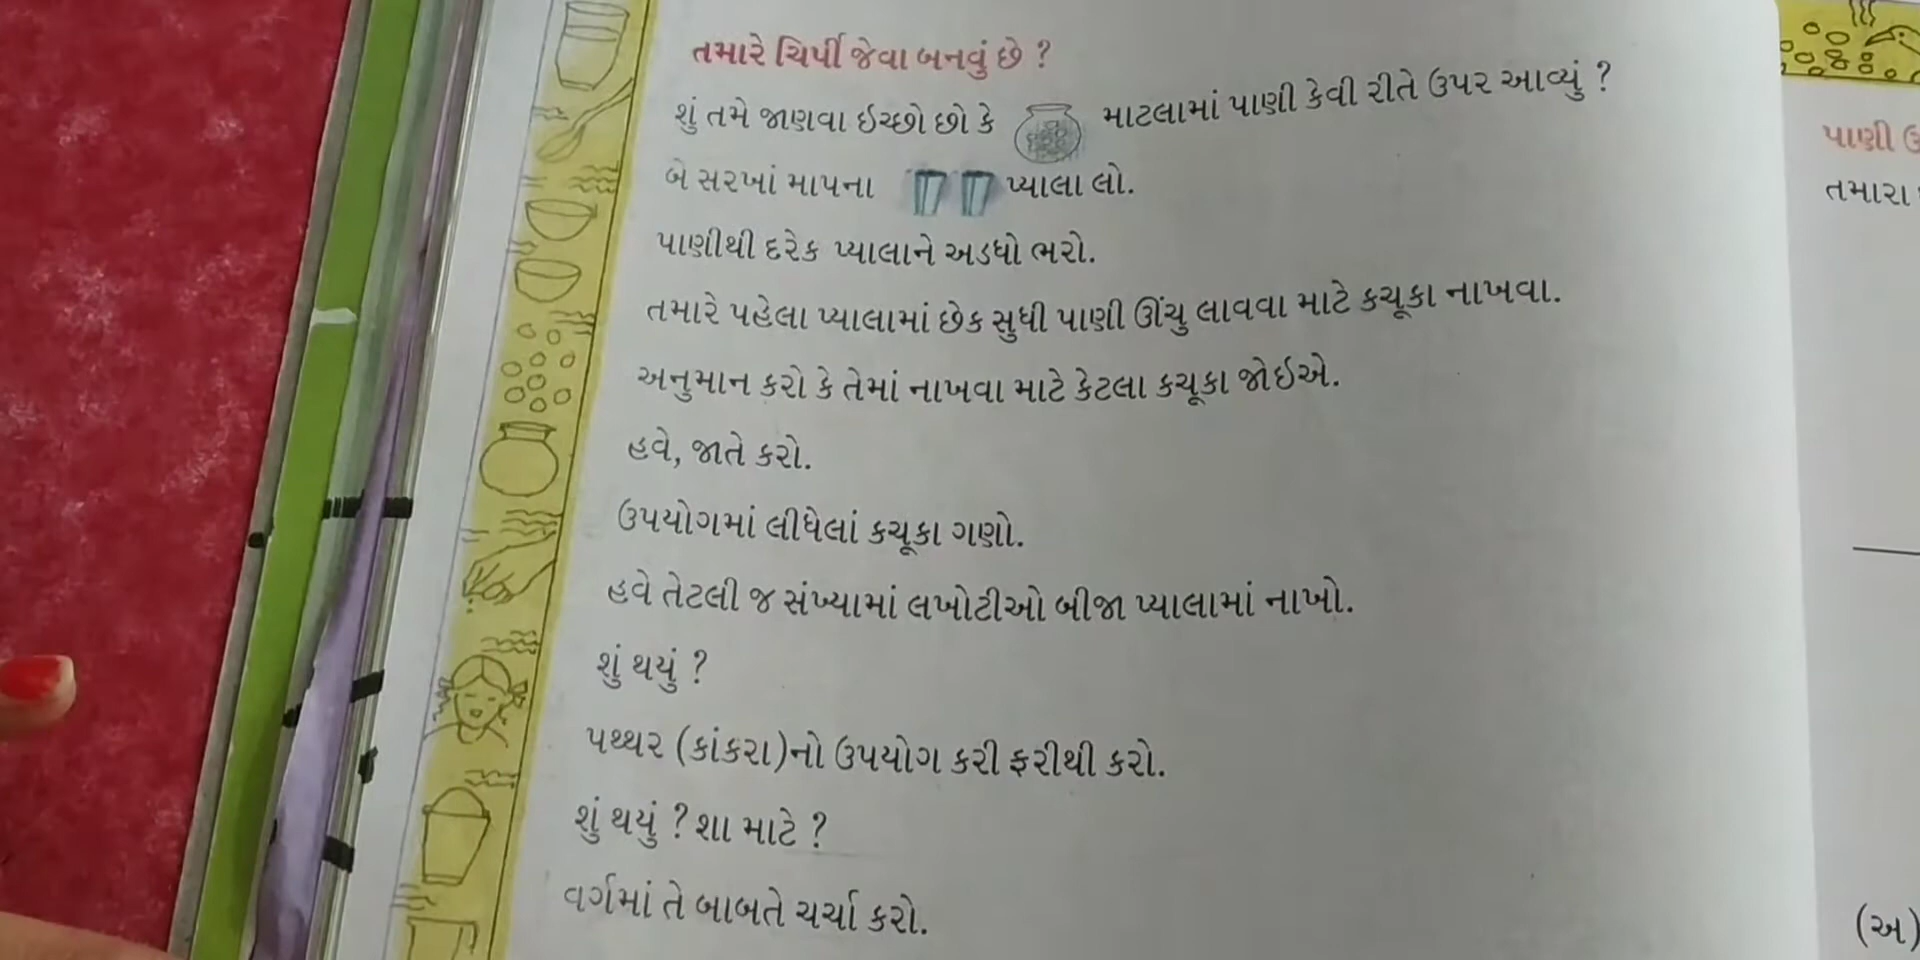 તમારે ચિર્પી જેવા બનવું છે ?
શું તમે જાણવા ઇચ્છો છો કે માટલામાં પાણી કેવી રીતે ઉપર આવ્યું ?
બે સરખાં માપના પ્યાલા લો.
પાણીથી દરેક પ્યાલાને અડધો ભરો.
તમારે પહેલા પ્યાલામાં છેક સુધી પાણી ઊંચુ લાવવા માટે કચૂકા નાખવા.
અનુમાન કરો કે તેમાં નાખવા માટે કેટલા કચૂકા જોઇએ.
હવે, જાતે કરો.
ઉપયોગમાં લીધેલાં કચૂકા ગણો.
હવે તેટલી જ સંખ્યામાં લખોટીઓ બીજા પ્યાલામાં નાખો.
શું થયું ?
પથ્થર (કાંકરા)નો ઉપયોગ કરી ફરીથી કરો.
શું થયું ? શા માટે ?
વર્ગમાં તે બાબતે ચર્ચા કરો.
પાણી
તમારા
(અ)